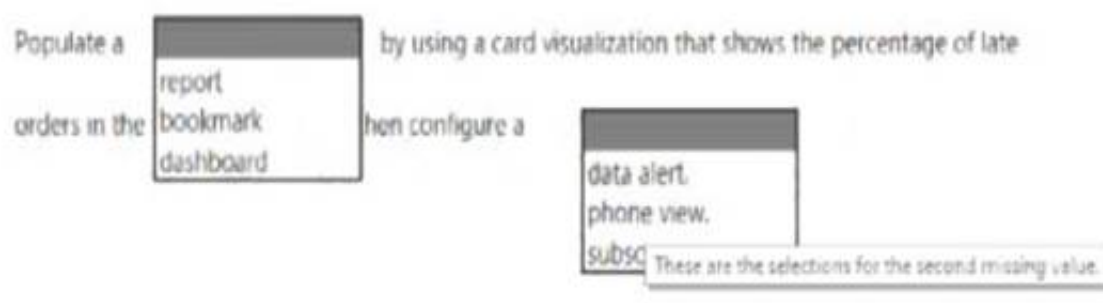 Populate a
by using a card visualization that shows the percentage of late
report
orders in the
bookmark
hen configure a
dashboard
data alert.
phone view.
subsc
These are the selections for the second missing value.